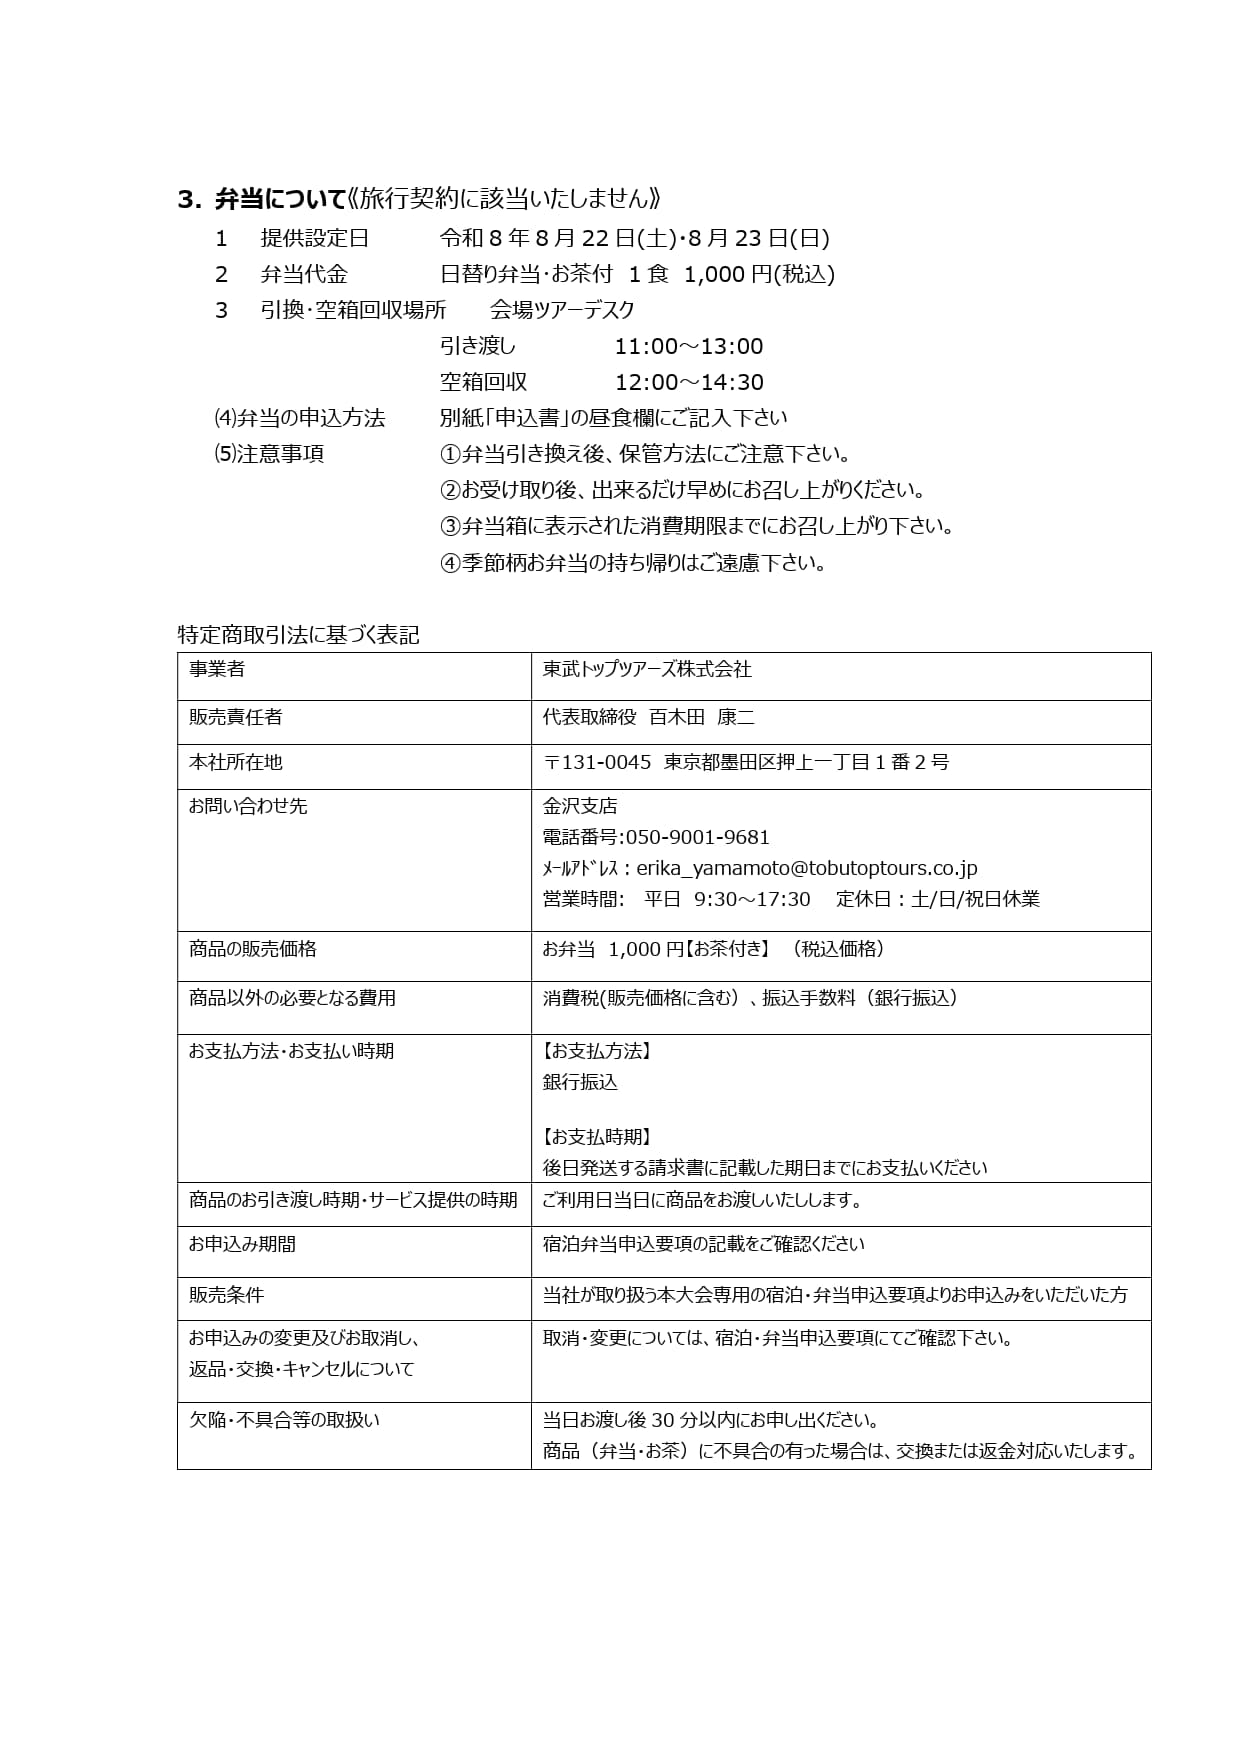 3. 弁当について《旅行契約に該当いたしません》
1 提供設定日 令和 8 年 8 月 22 日(土)・8 月 23 日(日)
2 弁当代金 日替り弁当・お茶付 1 食 1,000 円(税込)
3 引換・空箱回収場所 会場ツアーデスク
引き渡し 11:00～13:00
空箱回収 12:00～14:30
⑷弁当の申込方法 別紙「申込書」の昼食欄にご記入下さい
⑸注意事項 ①弁当引き換え後、保管方法にご注意下さい。
②お受け取り後、出来るだけ早めにお召し上がりください。
③弁当箱に表示された消費期限までにお召し上がり下さい。
④季節柄お弁当の持ち帰りはご遠慮下さい。
特定商取引法に基づく表記
事業者 東武トップツアーズ株式会社
販売責任者 代表取締役 百木田 康二
本社所在地 〒131-0045 東京都墨田区押上一丁目 1 番 2 号
お問い合わせ先 金沢支店
電話番号:050-9001-9681
ﾒｰﾙｱﾄﾞﾚｽ：erika_yamamoto@tobutoptours.co.jp
営業時間: 平日 9:30～17:30 定休日：土/日/祝日休業
商品の販売価格 お弁当 1,000 円【お茶付き】 （税込価格）
商品以外の必要となる費用 消費税(販売価格に含む）、振込手数料（銀行振込）
お支払方法・お支払い時期 【お支払方法】
銀行振込
【お支払時期】
後日発送する請求書に記載した期日までにお支払いください
商品のお引き渡し時期・サービス提供の時期 ご利用日当日に商品をお渡しいたしします。
お申込み期間 宿泊弁当申込要項の記載をご確認ください
販売条件 当社が取り扱う本大会専用の宿泊・弁当申込要項よりお申込みをいただいた方
お申込みの変更及びお取消し、 取消・変更については、宿泊・弁当申込要項にてご確認下さい。
返品・交換・キャンセルについて
欠陥・不具合等の取扱い 当日お渡し後 30 分以内にお申し出ください。
商品（弁当・お茶）に不具合の有った場合は、交換または返金対応いたします。